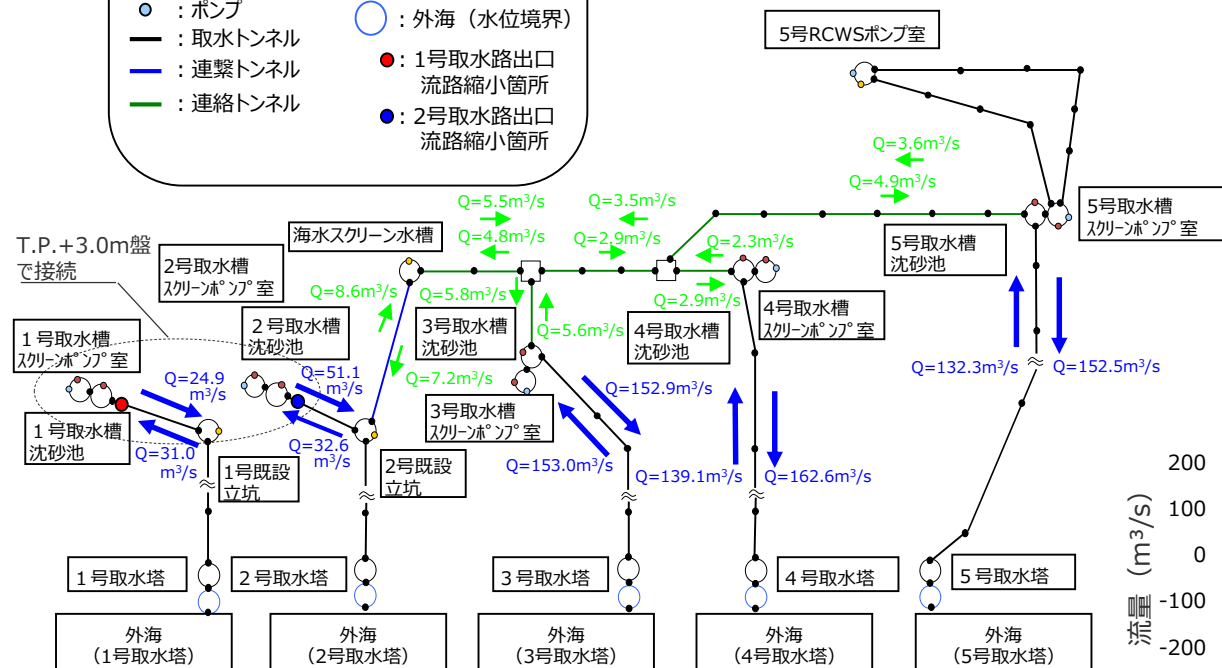 ：ポンプ
：取水トンネル
：連繋トンネル
：連絡トンネル
：外海（水位境界）
：1号取水路出口
流路縮小箇所
：2号取水路出口
流路縮小箇所
5号RCWSポンプ室
Q=3.6m³/s
Q=4.9m³/s
Q=5.5m³/s
Q=3.5m³/s
Q=4.8m³/s
Q=2.9m³/s
Q=2.3m³/s
5号取水槽
スクリーンポンプ室
5号取水槽
沈砂池
海水スクリーン水槽
T.P.+3.0m盤
で接続
2号取水槽
スクリーンポンプ室
Q=8.6m³/s
Q=5.8m³/s
Q=2.9m³/s
4号取水槽
スクリーンポンプ室
1号取水槽
スクリーンポンプ室
２号取水槽
沈砂池
3号取水槽
沈砂池
Q=5.6m³/s
4号取水槽
沈砂池
Q=24.9
m³/s
Q=51.1
m³/s
Q=7.2m³/s
Q=152.9m³/s
Q=132.3m³/s
Q=152.5m³/s
１号取水槽
沈砂池
Q=31.0
m³/s
Q=32.6
m³/s
3号取水槽
スクリーンポンプ室
1号既設
立坑
2号既設
立坑
Q=153.0m³/s
Q=139.1m³/s
Q=162.6m³/s
１号取水塔
２号取水塔
３号取水塔
４号取水塔
５号取水塔
外海
（1号取水塔）
外海
（2号取水塔）
外海
（3号取水塔）
外海
（4号取水塔）
外海
（5号取水塔）
流量（m³/s）
200
100
0
-100
-200